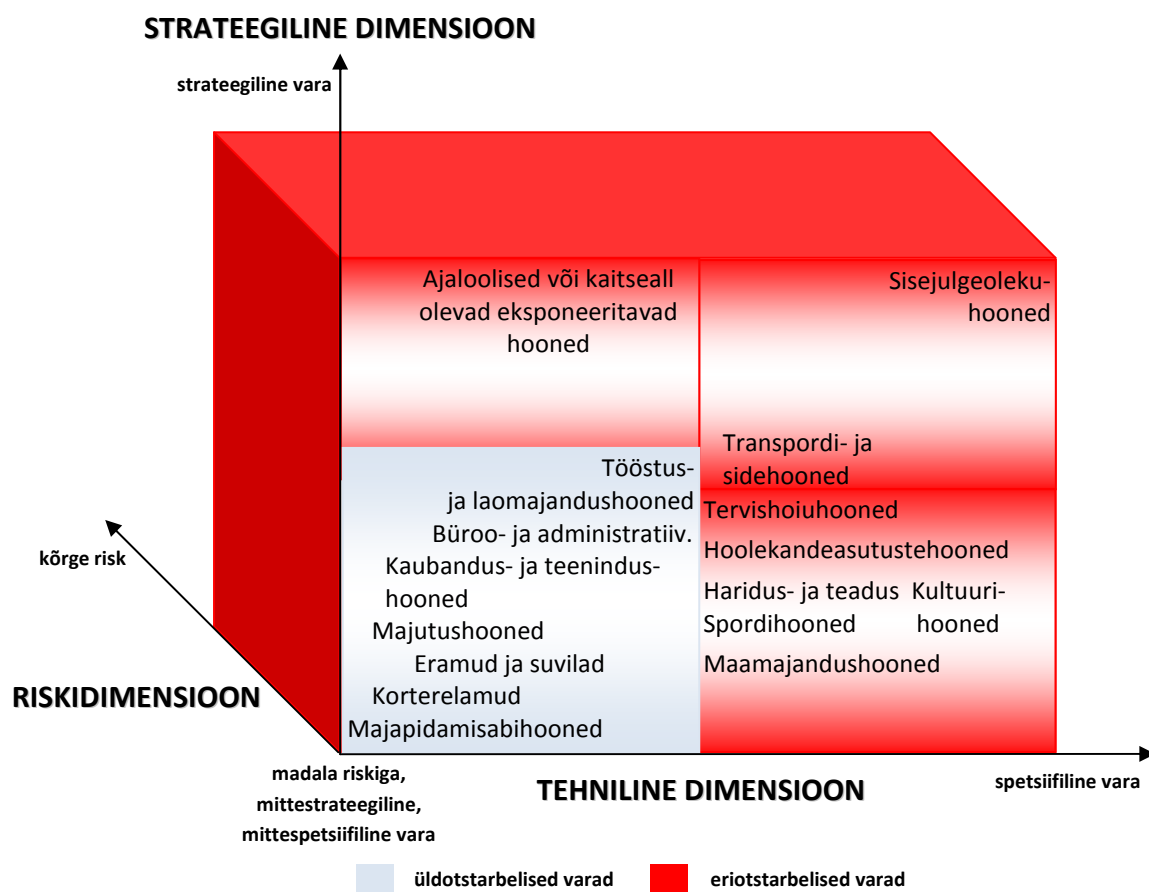 STRATEEGILINE DIMENSIOON
strateegiline vara
Ajaloolised või kaitseall
olevad eksponeeritavad
hooned
Sisejulgeoleku-
hooned
Transpordi- ja
sidehooned
Tööstus-
ja laomajandushooned
Büroo- ja administratiiv.
Kaubandus- ja teenindus-
hooned
Majutushooned
Eramud ja suvilad
Korterelamud
Majapidamisabihooned
Tervishoiuhooned
Hoolekandeasutustehooned
Haridus- ja teadus Kultuuri-
Spordihooned hooned
Maamajandushooned
kõrge risk
RISKIDIMENSIOON
madala riskiga,
mittestrateegiline,
mittespetsiifiline vara
TEHNILINE DIMENSIOON
spetsiifiline vara
üldotstarbelised varad
eriotstarbelised varad